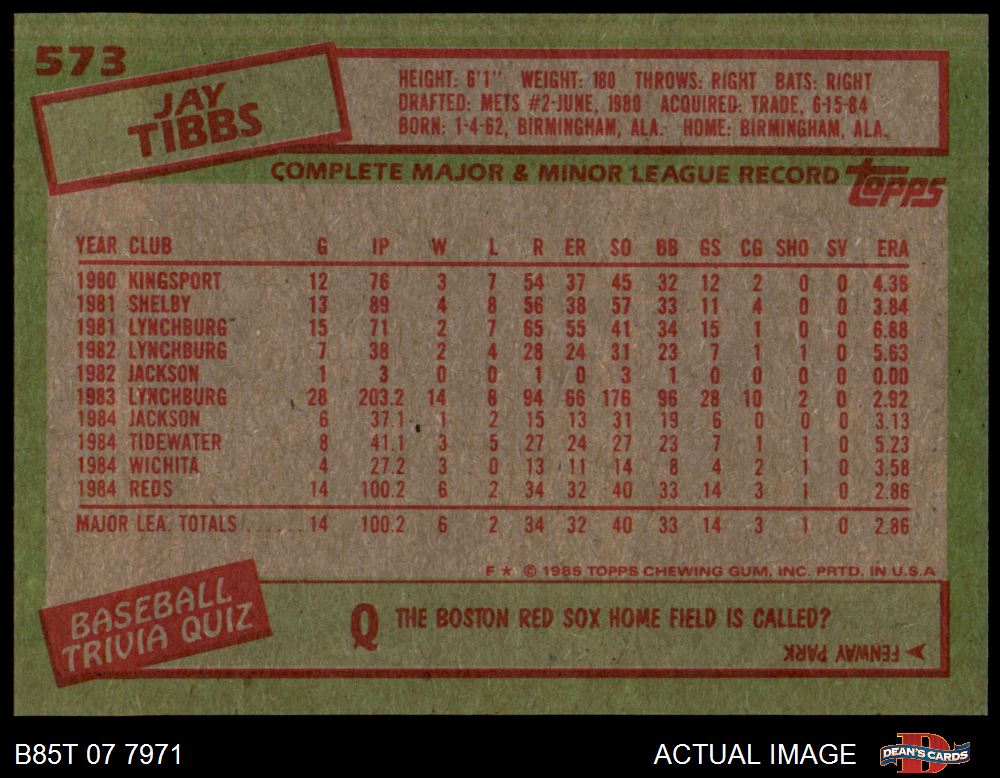 573
JAY
TIBBS
HEIGHT: 6'1" WEIGHT: 180 THROWS: RIGHT BATS: RIGHT
DRAFTED: METS #2-JUNE, 1980 ACQUIRED: TRADE, 6-15-84
BORN: 1-4-62, BIRMINGHAM, ALA. HOME: BIRMINGHAM, ALA.
COMPLETE MAJOR & MINOR LEAGUE RECORD topps
YEAR CLUB G IP W L R ER SO BB GS CG SHO SV ERA
1980 KINGSPORT 12 76 3 7 54 37 45 32 12 2 0 0 4.38
1981 SHELBY 13 89 4 8 56 38 57 33 11 4 0 0 3.84
1981 LYNCHBURG 15 71 2 7 65 55 41 34 15 1 0 0 6.88
1982 LYNCHBURG 7 38 2 4 28 24 31 23 7 1 1 0 5.63
1982 JACKSON 1 3 0 0 1 0 3 1 0 0 0 0 0.00
1983 LYNCHBURG 28 203.2 14 8 94 66 176 96 28 10 2 0 2.92
1984 JACKSON 6 37.1 1 2 15 13 31 19 6 0 0 0 3.13
1984 TIDEWATER 8 41.1 3 5 27 24 27 23 7 1 1 0 5.23
1984 WICHITA 4 27.2 3 0 13 11 14 8 4 2 1 0 3.58
1984 REDS 14 100.2 6 2 34 32 40 33 14 3 1 0 2.86
MAJOR LEA. TOTALS ....... 14 100.2 6 2 34 32 40 33 14 3 1 0 2.86
F ★ © 1985 TOPPS CHEWING GUM, INC. PRTD. IN U.S.A
BASEBALL
TRIVIA QUIZ
Q THE BOSTON RED SOX HOME FIELD IS CALLED?
FENWAY PARK
B85T 07 7971 ACTUAL IMAGE D DEAN'S CARDS